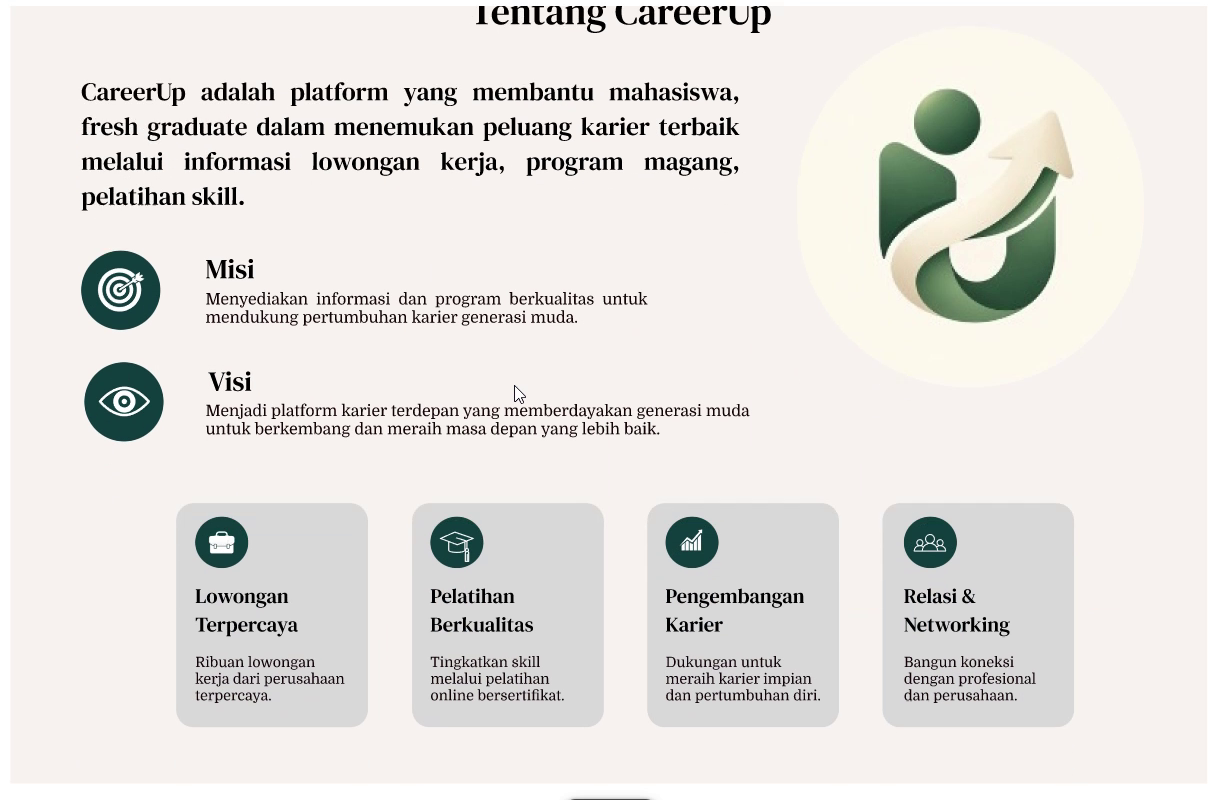 Tentang CareerUp
CareerUp adalah platform yang membantu mahasiswa,
fresh graduate dalam menemukan peluang karier terbaik
melalui informasi lowongan kerja, program magang,
pelatihan skill.
Misi
Menyediakan informasi dan program berkualitas untuk
mendukung pertumbuhan karier generasi muda.
Visi
Menjadi platform karier terdepan yang memberdayakan generasi muda
untuk berkembang dan meraih masa depan yang lebih baik.
Lowongan
Terpercaya
Ribuan lowongan
kerja dari perusahaan
terpercaya.
Pelatihan
Berkualitas
Tingkatkan skill
melalui pelatihan
online bersertifikat.
Pengembangan
Karier
Dukungan untuk
meraih karier impian
dan pertumbuhan diri.
Relasi &
Networking
Bangun koneksi
dengan profesional
dan perusahaan.